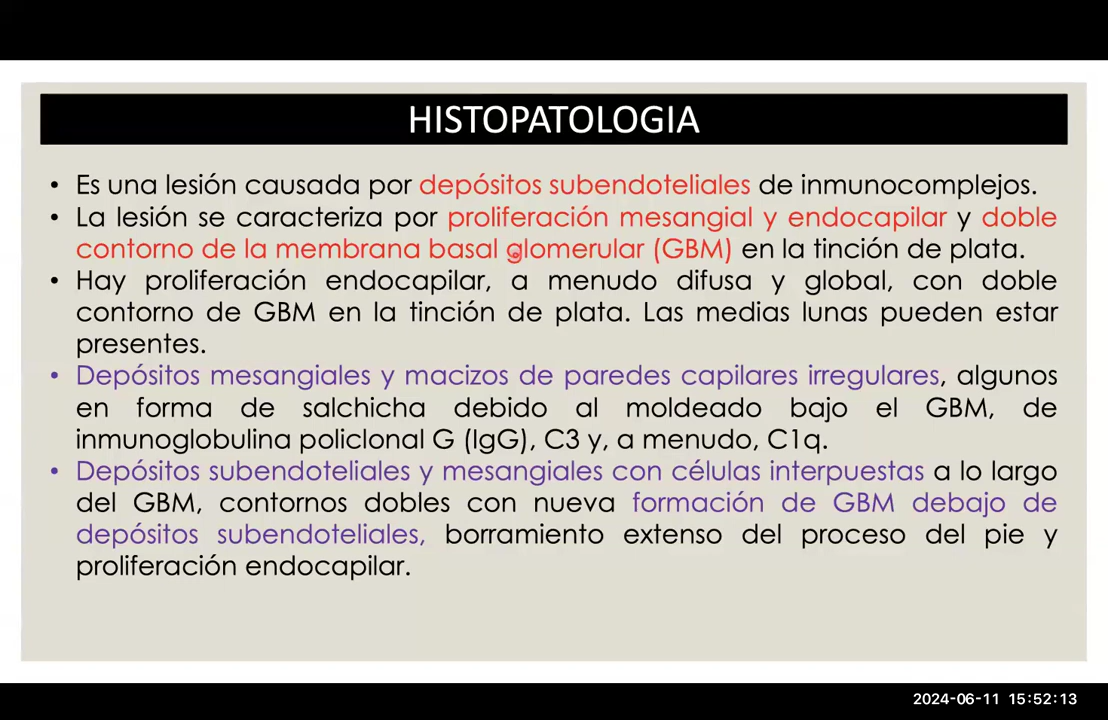 HISTOPATOLOGIA
• Es una lesión causada por depósitos subendoteliales de inmunocomplejos.
• La lesión se caracteriza por proliferación mesangial y endocapilar y doble
contorno de la membrana basal glomerular (GBM) en la tinción de plata.
• Hay proliferación endocapilar, a menudo difusa y global, con doble
contorno de GBM en la tinción de plata. Las medias lunas pueden estar
presentes.
• Depósitos mesangiales y macizos de paredes capilares irregulares, algunos
en forma de salchicha debido al moldeado bajo el GBM, de
inmunoglobulina policlonal G (IgG), C3 y, a menudo, C1q.
• Depósitos subendoteliales y mesangiales con células interpuestas a lo largo
del GBM, contornos dobles con nueva formación de GBM debajo de
depósitos subendoteliales, borramiento extenso del proceso del pie y
proliferación endocapilar.
2024-06-11 15:52:13